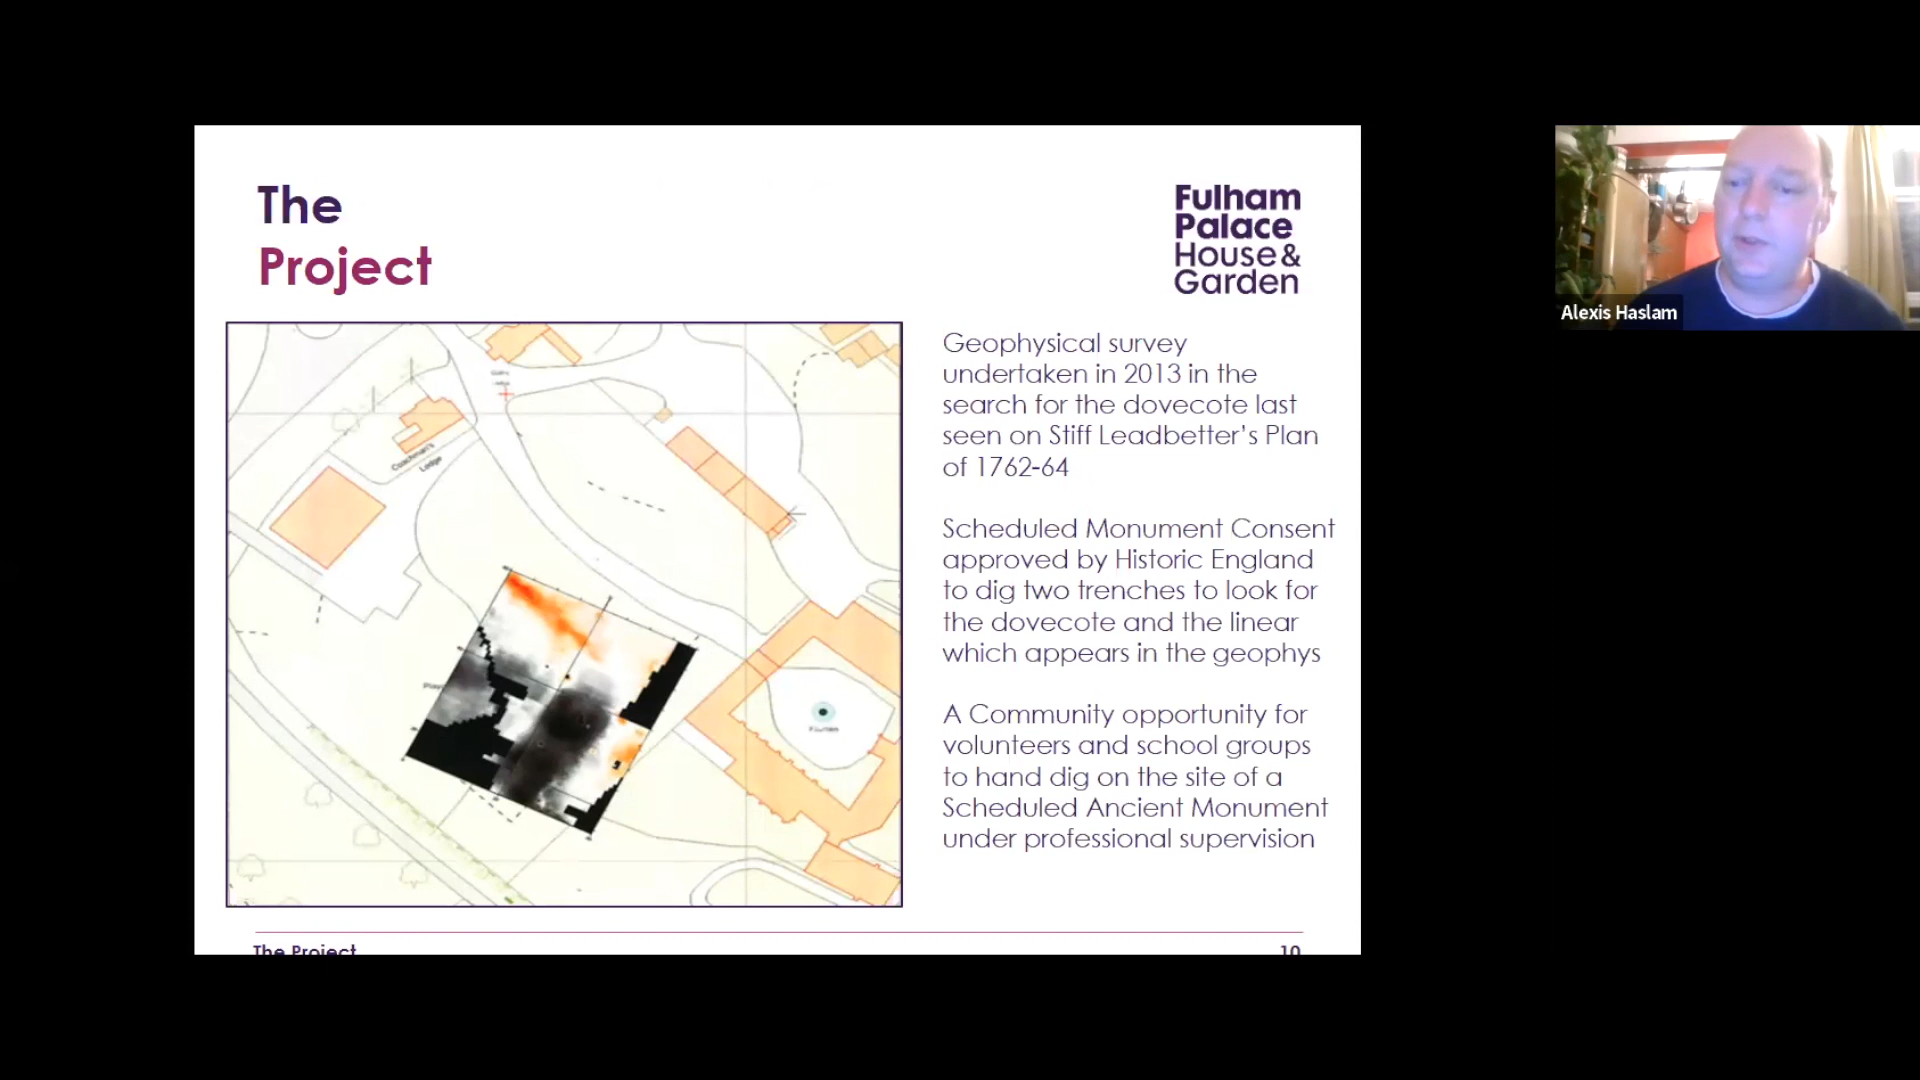 The
Project
Fulham
Palace
House &
Garden
Alexis Haslam
Geophysical survey
undertaken in 2013 in the
search for the dovecote last
seen on Stiff Leadbetter's Plan
of 1762-64
Scheduled Monument Consent
approved by Historic England
to dig two trenches to look for
the dovecote and the linear
which appears in the geophys
A Community opportunity for
volunteers and school groups
to hand dig on the site of a
Scheduled Ancient Monument
under professional supervision
Coachman's
Lodge
The Project
10